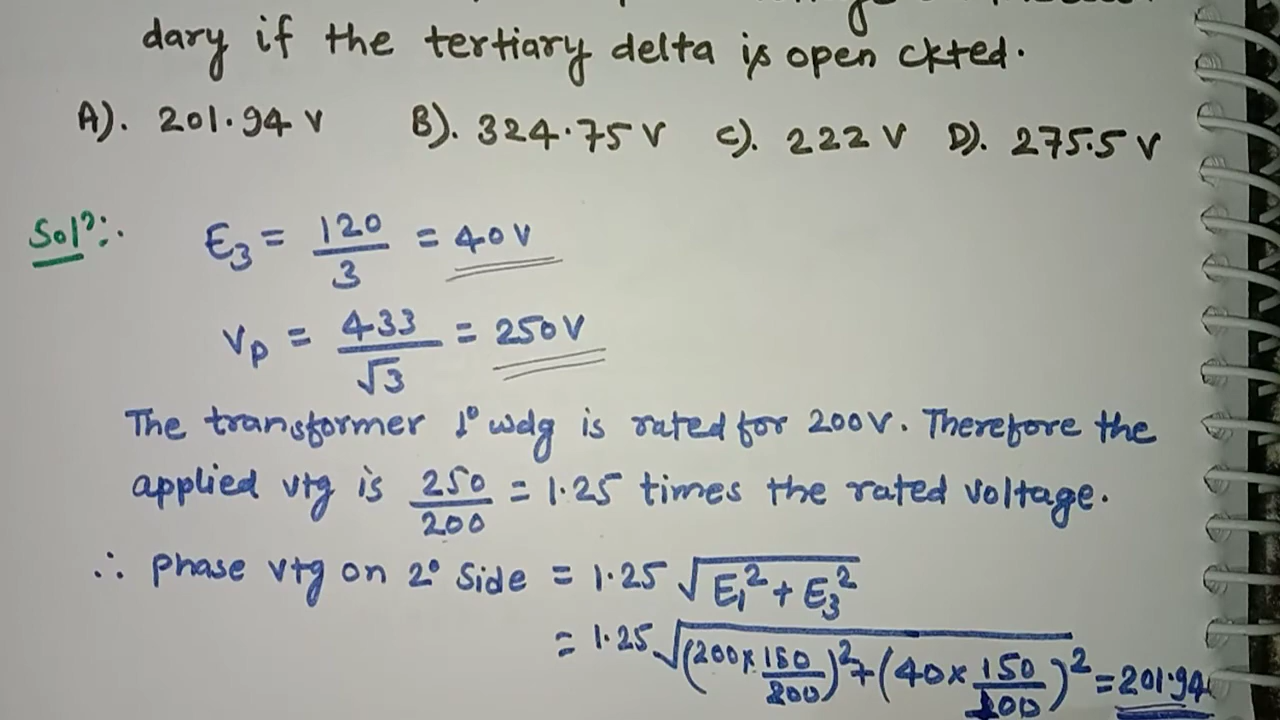 dary if the tertiary delta is open ckted.
A). 201.94 V B). 324.75 V C). 222 V D). 275.5 V
Solⁿ:. E₃ = 120/3 = 40 V
Vp = 433/√3 = 250 V
The transformer 1° wdg is rated for 200V. Therefore the
applied vtg is 250/200 = 1.25 times the rated voltage.
∴ phase vtg on 2° Side = 1.25 √(E₁² + E₃²)
= 1.25 √((200 × 150/200)² + (40 × 150/200)²) = 201.94